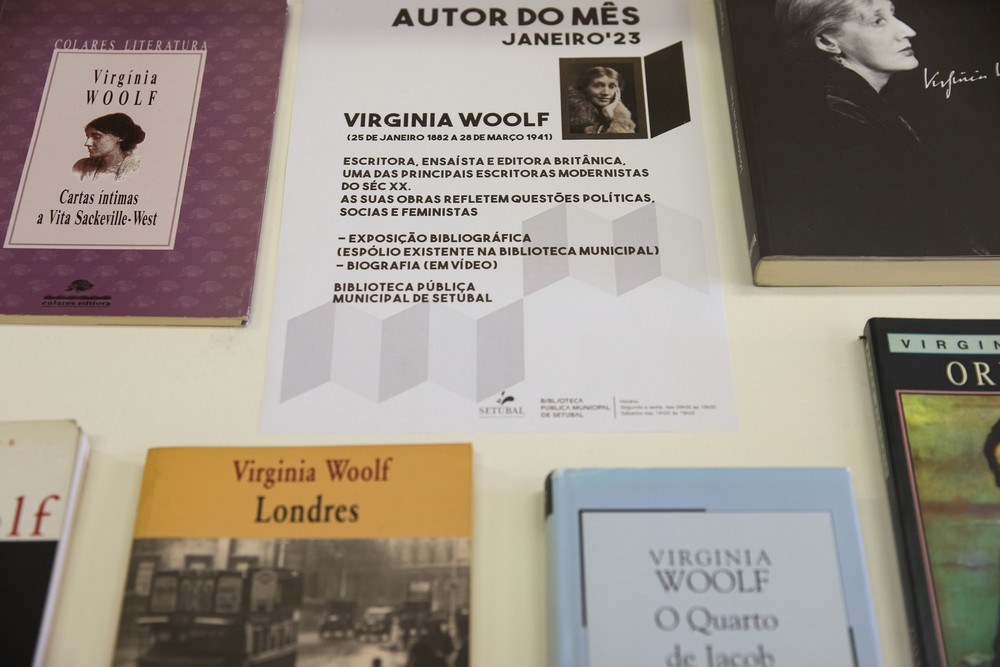 COLARES LITERATURA
Virgínia
WOOLF
Cartas íntimas
a Vita Sackeville-West
colares editora
AUTOR DO MÊS
JANEIRO'23
VIRGINIA WOOLF
(25 DE JANEIRO 1882 A 28 DE MARÇO 1941)
ESCRITORA, ENSAÍSTA E EDITORA BRITÂNICA,
UMA DAS PRINCIPAIS ESCRITORAS MODERNISTAS
DO SÉC XX.
AS SUAS OBRAS REFLETEM QUESTÕES POLÍTICAS,
SOCIAS E FEMINISTAS
– EXPOSIÇÃO BIBLIOGRÁFICA
(ESPÓLIO EXISTENTE NA BIBLIOTECA MUNICIPAL)
– BIOGRAFIA (EM VÍDEO)
BIBLIOTECA PÚBLICA
MUNICIPAL DE SETÚBAL
SETÚBAL
BIBLIOTECA
PÚBLICA MUNICIPAL
DE SETÚBAL
Virginia
lf
Virginia Woolf
Londres
VIRGINIA
WOOLF
O Quarto
de Jacob
VIRGIN
OR